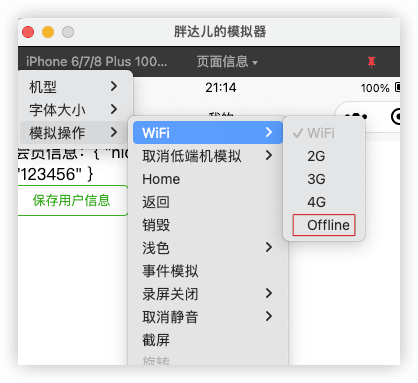 胖达儿的模拟器
iPhone 6/7/8 Plus 100...
页面信息
21:14
100%
机型
字体大小
模拟操作
会员信息：{ "nic
"123456" }
保存用户信息
WiFi
取消低端机模拟
Home
返回
销毁
浅色
事件模拟
录屏关闭
取消静音
截屏
旋转
WiFi
2G
3G
4G
Offline